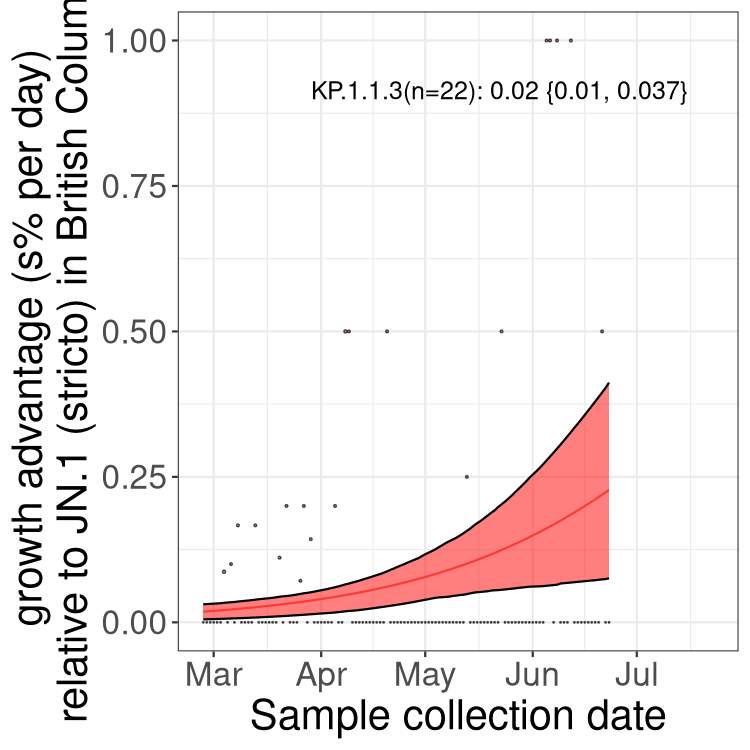 growth advantage (s% per day)
relative to JN.1 (stricto) in British Colum
1.00
0.75
0.50
0.25
0.00
KP.1.1.3(n=22): 0.02 {0.01, 0.037}
Mar Apr May Jun Jul
Sample collection date